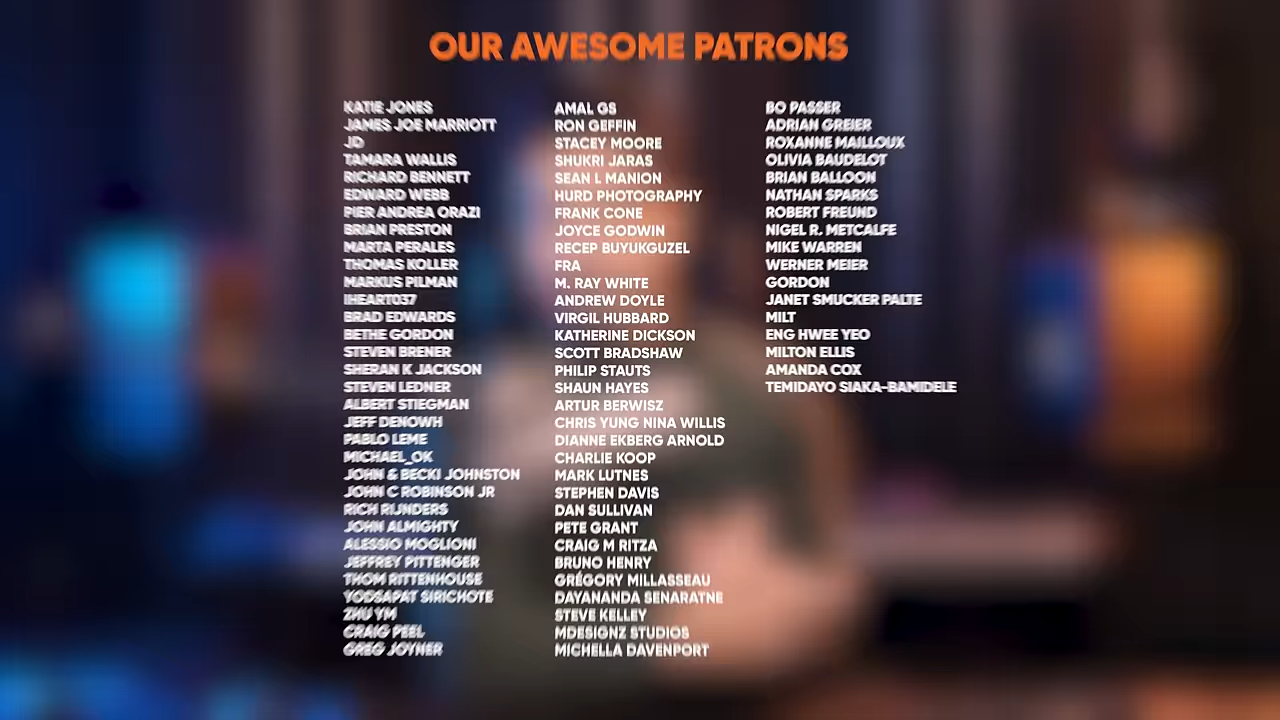 OUR AWESOME PATRONS
KATIE JONES
JAMES JOE MARRIOTT
JD
TAMARA WALLIS
RICHARD BENNETT
EDWARD WEBB
PIER ANDREA ORAZI
BRIAN PRESTON
MARTA PERALES
THOMAS KOLLER
MARKUS PILMAN
IHEART037
BRAD EDWARDS
BETHE GORDON
STEVEN BRENER
SHERAN K JACKSON
STEVEN LEDNER
ALBERT STIEGMAN
JEFF DENOWH
PABLO LEME
MICHAEL_OK
JOHN & BECKI JOHNSTON
JOHN C ROBINSON JR
RICH RIJNDERS
JOHN ALMIGHTY
ALESSIO MOGLIONI
JEFFREY PITTENGER
THOM RITTENHOUSE
YODSAPAT SIRICHOTE
ZHU YM
CRAIG PEEL
GREG JOYNER
AMAL GS
RON GEFFIN
STACEY MOORE
SHUKRI JARAS
SEAN L MANION
HURD PHOTOGRAPHY
FRANK CONE
JOYCE GODWIN
RECEP BUYUKGUZEL
FRA
M. RAY WHITE
ANDREW DOYLE
VIRGIL HUBBARD
KATHERINE DICKSON
SCOTT BRADSHAW
PHILIP STAUTS
SHAUN HAYES
ARTUR BERWISZ
CHRIS YUNG NINA WILLIS
DIANNE EKBERG ARNOLD
CHARLIE KOOP
MARK LUTNES
STEPHEN DAVIS
DAN SULLIVAN
PETE GRANT
CRAIG M RITZA
BRUNO HENRY
GRÉGORY MILLASSEAU
DAYANANDA SENARATNE
STEVE KELLEY
MDESIGNZ STUDIOS
MICHELLA DAVENPORT
BO PASSER
ADRIAN GREIER
ROXANNE MAILLOUX
OLIVIA BAUDELOT
BRIAN BALLOON
NATHAN SPARKS
ROBERT FREUND
NIGEL R. METCALFE
MIKE WARREN
WERNER MEIER
GORDON
JANET SMUCKER PALTE
MILT
ENG HWEE YEO
MILTON ELLIS
AMANDA COX
TEMIDAYO SIAKA-BAMIDELE